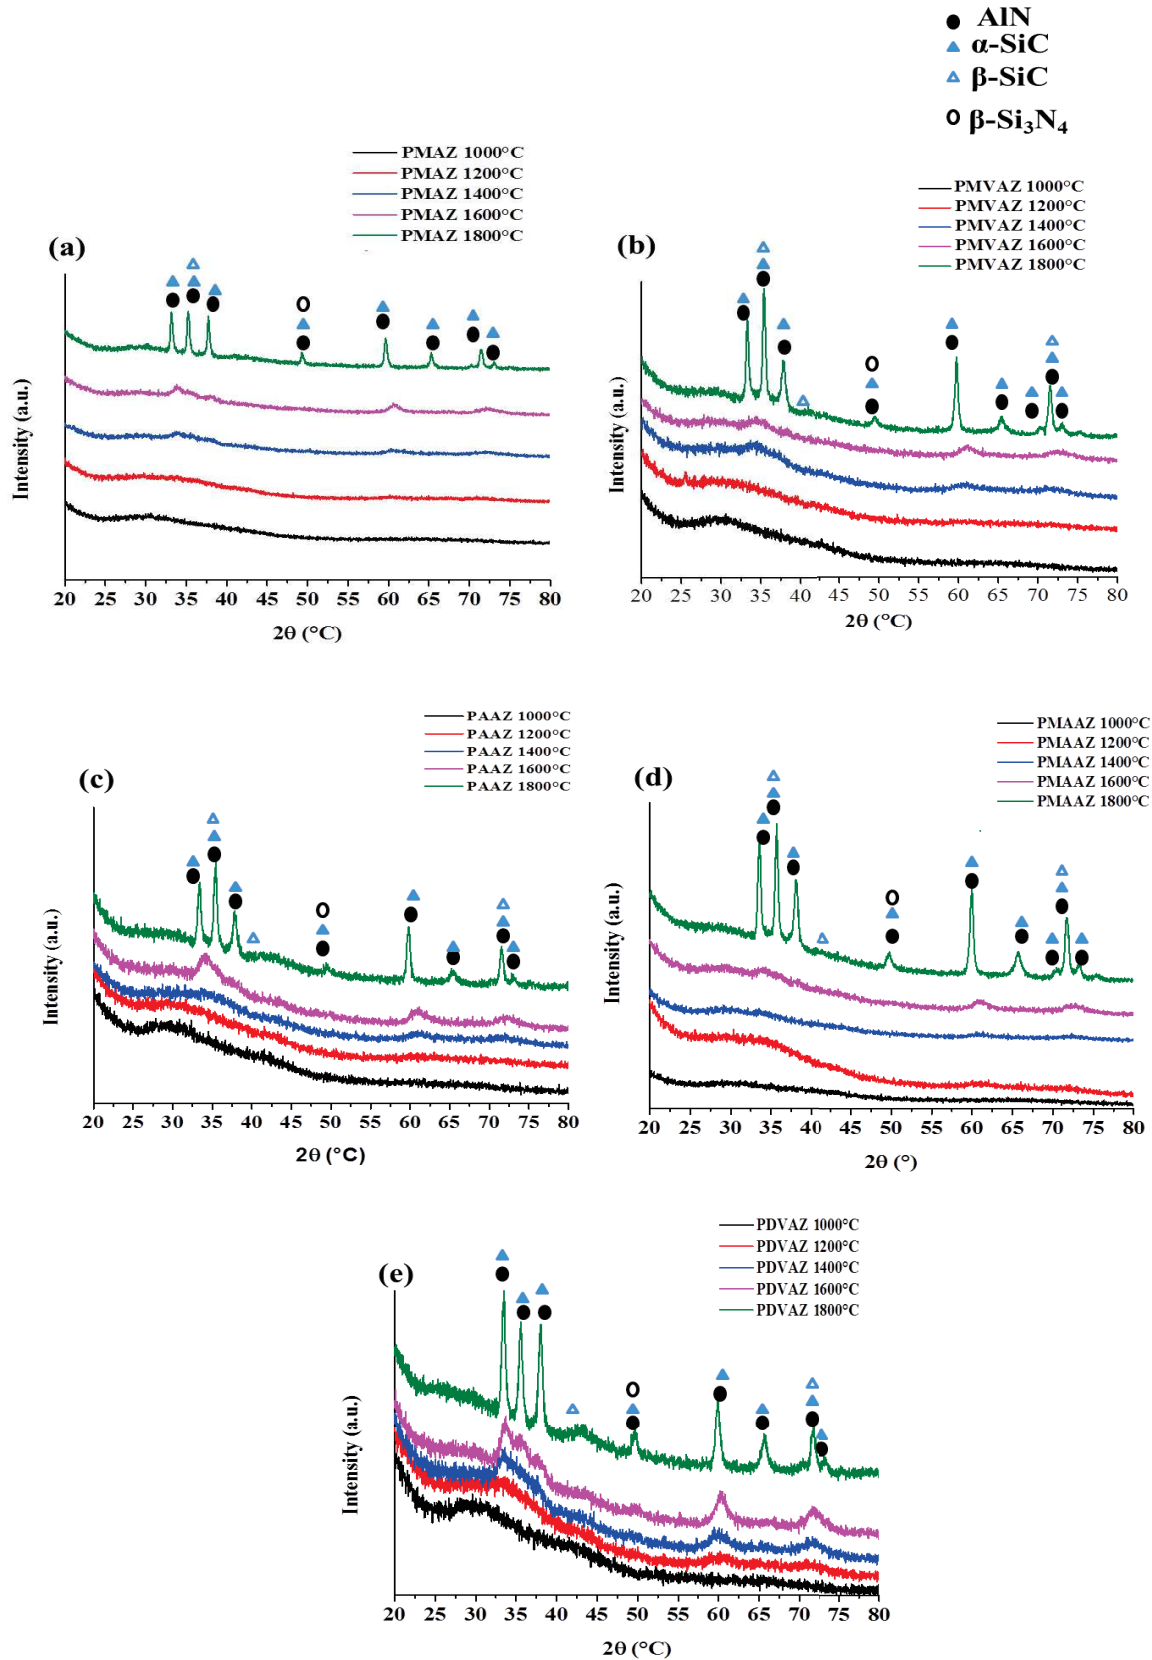 AlN
α-SiC
β-SiC
β-Si₃N₄
(a)
PMAZ 1000°C
PMAZ 1200°C
PMAZ 1400°C
PMAZ 1600°C
PMAZ 1800°C
Intensity (a.u.)
20 25 30 35 40 45 50 55 60 65 70 75 80
2θ (°C)
(b)
PMVAZ 1000°C
PMVAZ 1200°C
PMVAZ 1400°C
PMVAZ 1600°C
PMVAZ 1800°C
Intensity (a.u.)
20 25 30 35 40 45 50 55 60 65 70 75 80
2θ (°C)
(c)
PAAZ 1000°C
PAAZ 1200°C
PAAZ 1400°C
PAAZ 1600°C
PAAZ 1800°C
Intensity (a.u.)
20 25 30 35 40 45 50 55 60 65 70 75 80
2θ (°C)
(d)
PMAAZ 1000°C
PMAAZ 1200°C
PMAAZ 1400°C
PMAAZ 1600°C
PMAAZ 1800°C
Intensity (a.u.)
20 25 30 35 40 45 50 55 60 65 70 75 80
2θ (°)
(e)
PDVAZ 1000°C
PDVAZ 1200°C
PDVAZ 1400°C
PDVAZ 1600°C
PDVAZ 1800°C
Intensity (a.u.)
20 25 30 35 40 45 50 55 60 65 70 75 80
2θ (°C)